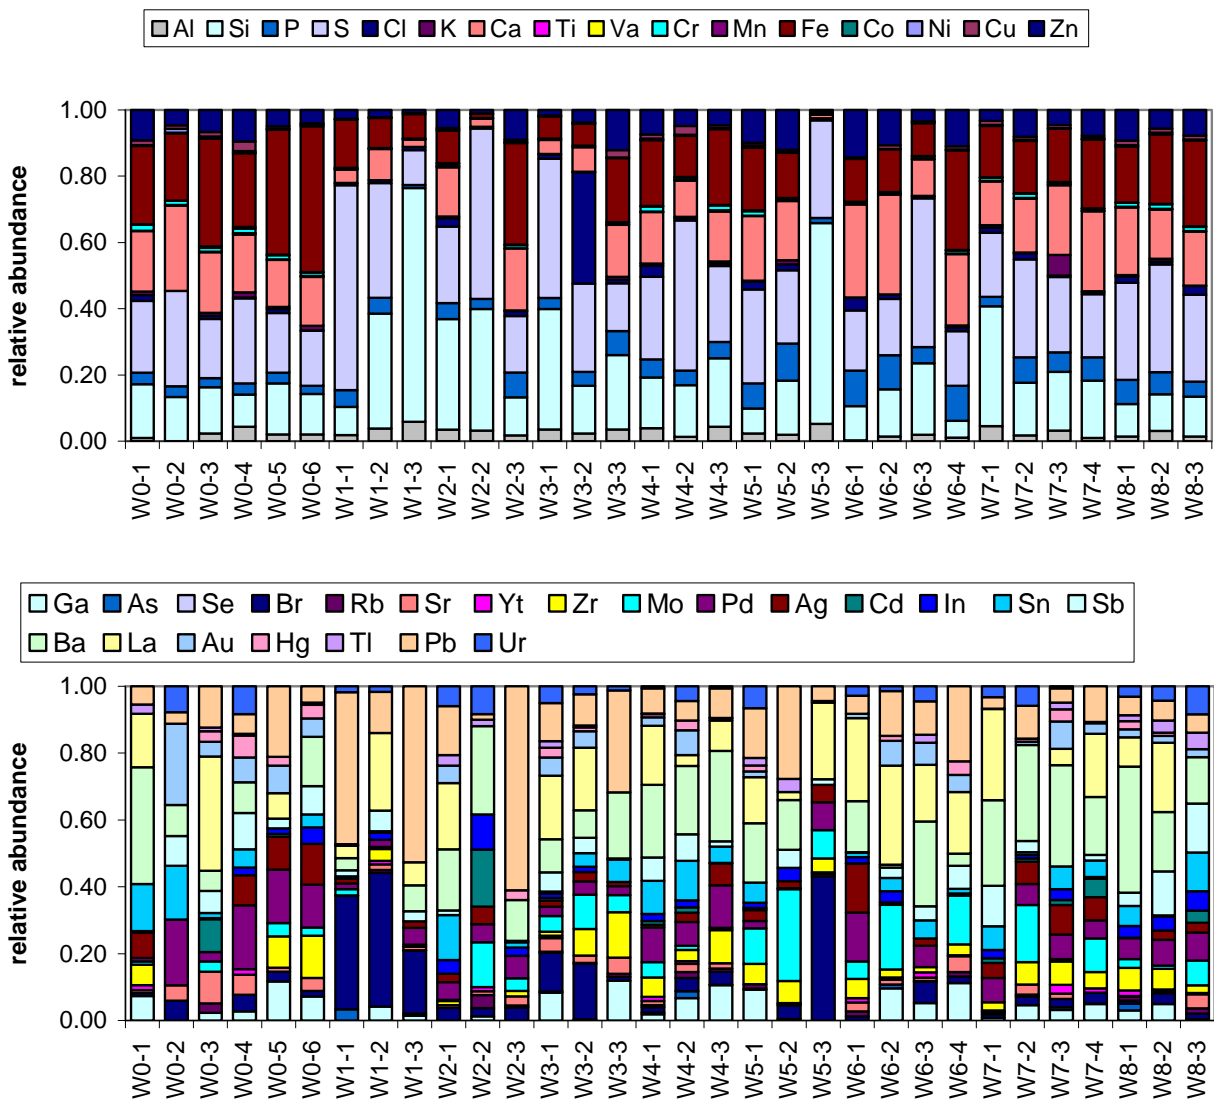 Al Si P S Cl K Ca Ti Va Cr Mn Fe Co Ni Cu Zn
relative abundance
1.00
0.80
0.60
0.40
0.20
0.00
W0-1 W0-2 W0-3 W0-4 W0-5 W0-6 W1-1 W1-2 W1-3 W2-1 W2-2 W2-3 W3-1 W3-2 W3-3 W4-1 W4-2 W4-3 W5-1 W5-2 W5-3 W6-1 W6-2 W6-3 W6-4 W7-1 W7-2 W7-3 W7-4 W8-1 W8-2 W8-3
Ga As Se Br Rb Sr Yt Zr Mo Pd Ag Cd In Sn Sb
Ba La Au Hg Tl Pb Ur
relative abundance
1.00
0.80
0.60
0.40
0.20
0.00
W0-1 W0-2 W0-3 W0-4 W0-5 W0-6 W1-1 W1-2 W1-3 W2-1 W2-2 W2-3 W3-1 W3-2 W3-3 W4-1 W4-2 W4-3 W5-1 W5-2 W5-3 W6-1 W6-2 W6-3 W6-4 W7-1 W7-2 W7-3 W7-4 W8-1 W8-2 W8-3